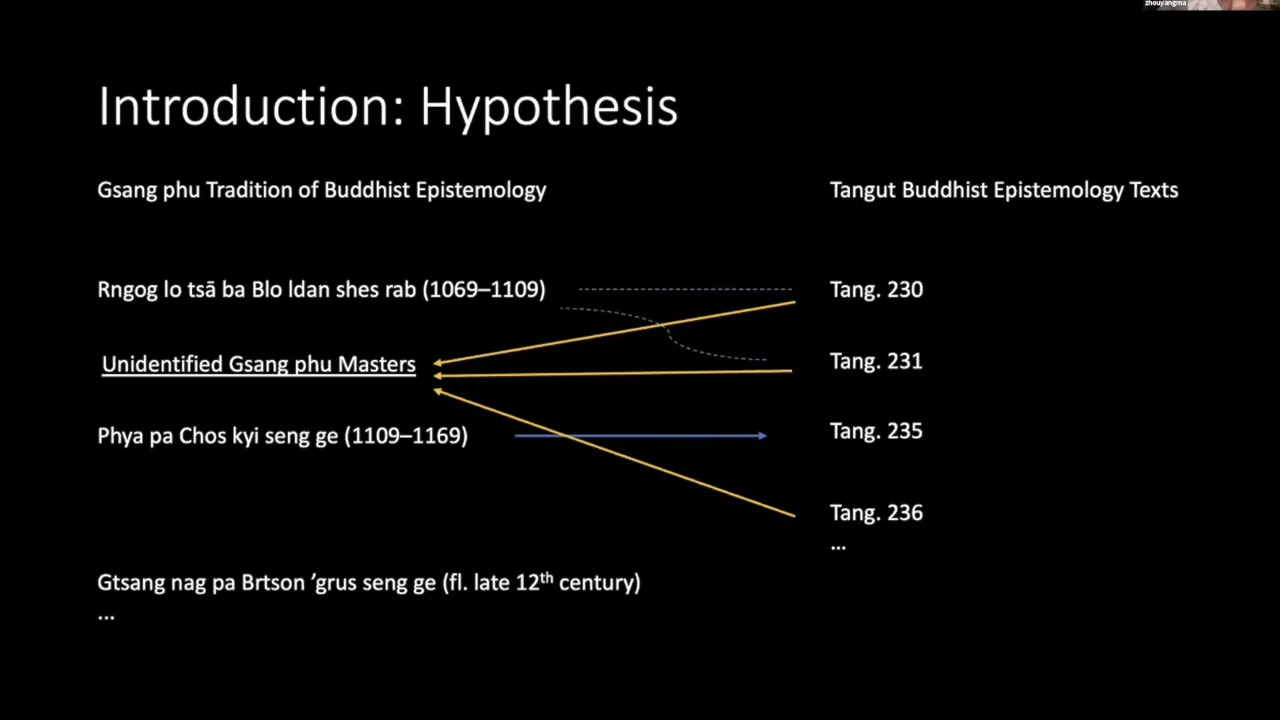 zhouyangma
Introduction: Hypothesis
Gsang phu Tradition of Buddhist Epistemology
Tangut Buddhist Epistemology Texts
Rngog lo tsā ba Blo ldan shes rab (1069–1109)
Tang. 230
Unidentified Gsang phu Masters
Tang. 231
Phya pa Chos kyi seng ge (1109–1169)
Tang. 235
Tang. 236
...
Gtsang nag pa Brtson ’grus seng ge (fl. late 12th century)
...